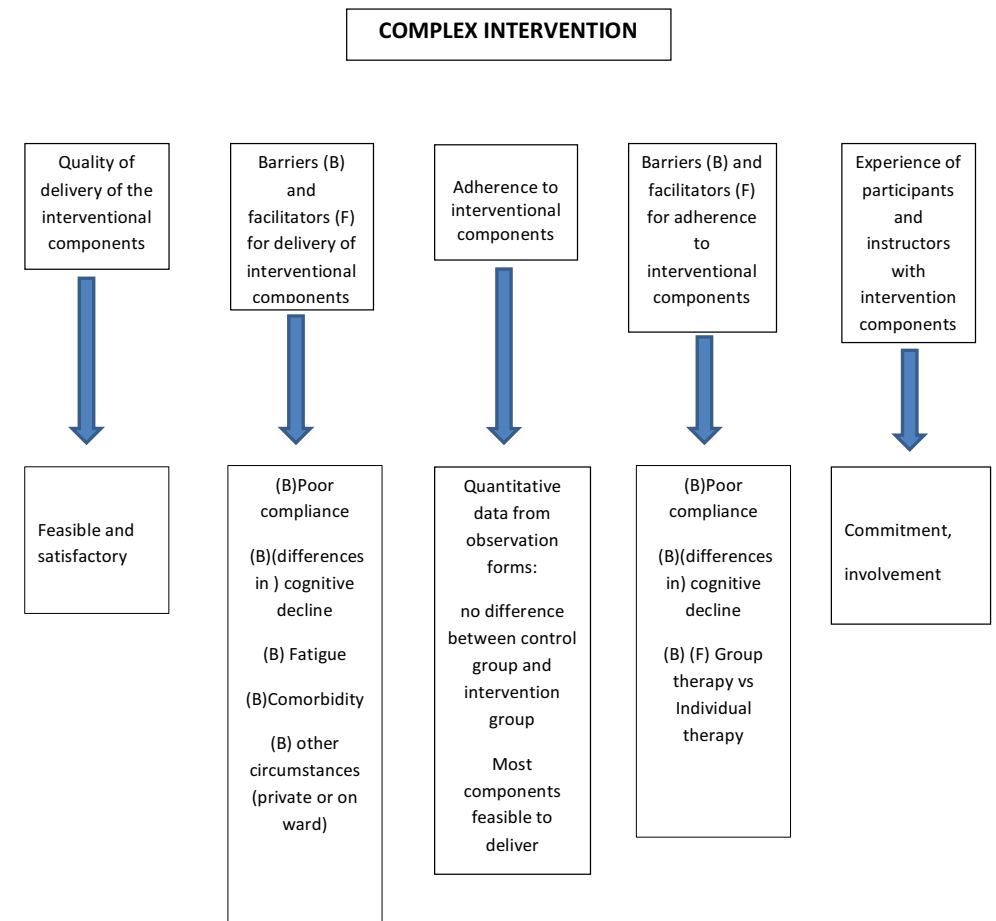 COMPLEX INTERVENTION
Quality of
delivery of the
interventional
components
Barriers (B)
and
facilitators (F)
for delivery of
interventional
components
Adherence to
interventional
components
Barriers (B) and
facilitators (F)
for adherence
to
interventional
components
Experience of
participants
and
instructors
with
intervention
components
Feasible and
satisfactory
(B)Poor
compliance
(B)(differences
in ) cognitive
decline
(B) Fatigue
(B)Comorbidity
(B) other
circumstances
(private or on
ward)
Quantitative
data from
observation
forms:
no difference
between control
group and
intervention
group
Most
components
feasible to
deliver
(B)Poor
compliance
(B)(differences
in) cognitive
decline
(B) (F) Group
therapy vs
Individual
therapy
Commitment,
involvement